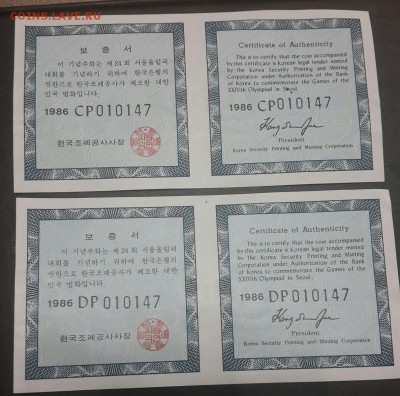 COINS.LAVE.RU
보 증 서
이 기념주화는 제 24 회 서울올림픽
대회를 기념하기 위하여 한국은행의
권한으로 한국조폐공사가 제조한 대한
민국 법화입니다.
1986 CP010147
한국조폐공사사장
Certificate of Authenticity
This is to certify that the coin accompanied
by this certificate is Korean legal tender minted
by the Korea Security Printing and Minting
Corporation under Authorization of the Bank
of Korea to commemorate the Games of the
XXIVth Olympiad in Seoul.
1986 CP010147
President
Korea Security Printing and Minting Corporation
보 증 서
이 기념주화는 제 24 회 서울올림픽
대회를 기념하기 위하여 한국은행의
권한으로 한국조폐공사가 제조한 대한
민국 법화입니다.
1986 DP010147
한국조폐공사사장
Certificate of Authenticity
This is to certify that the coin accompanied
by this certificate is Korean legal tender minted
by the Korea Security Printing and Minting
Corporation under Authorization of the Bank
of Korea to commemorate the Games of the
XXIVth Olympiad in Seoul.
1986 DP010147
President
Korea Security Printing and Minting Corporation